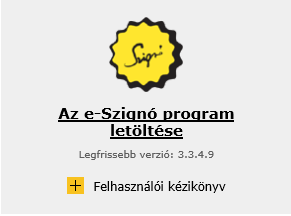 Szignó
Az e-Szignó program
letöltése
Legfrissebb verzió: 3.3.4.9
Felhasználói kézikönyv